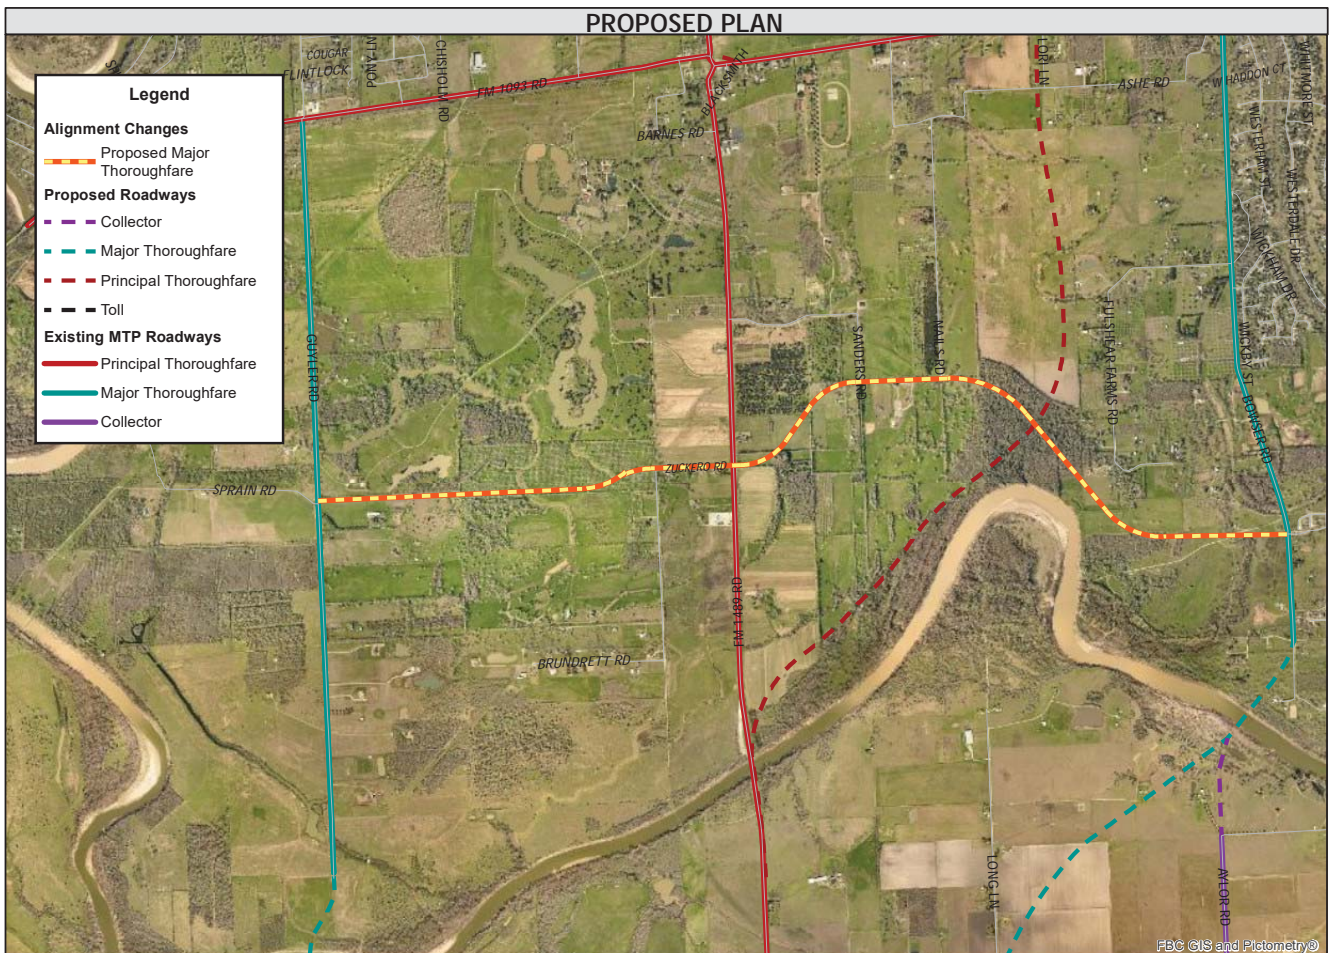 PROPOSED PLAN
COUGAR
FLINTLOCK
CHISHOLM RD
FM 1093 RD
BLACKSMITH
BARNES RD
LORI LN
ASHE RD
WHADDON CT
WHITMORE ST
WESTERHAM ST
WESTERDALE DR
WICKHAM DR
Legend
Alignment Changes
Proposed Major
Thoroughfare
Proposed Roadways
Collector
Major Thoroughfare
Principal Thoroughfare
Toll
Existing MTP Roadways
Principal Thoroughfare
Major Thoroughfare
Collector
GUYLER RD
SANDERS RD
NAILS RD
FULSHEAR FARMS RD
WICKBY ST
BOWSER RD
ZUCKERO RD
SPRAIN RD
FM 1489 RD
BRUNDRETT RD
LONG LN
AYLOR RD
FBC GIS and Pictometry®